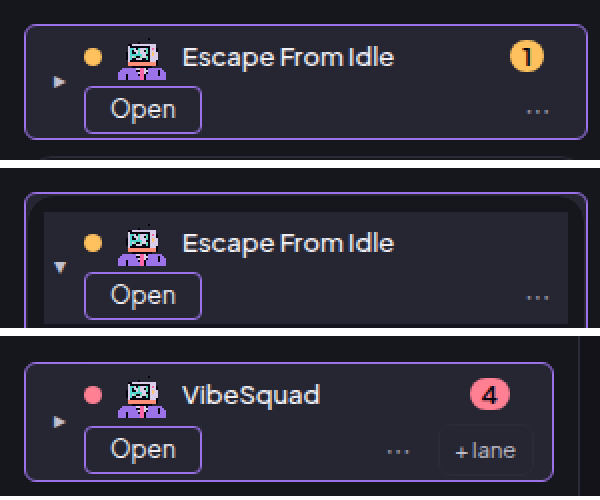 Escape From Idle 1
Open ...
Escape From Idle
Open ...
VibeSquad 4
Open ... + lane